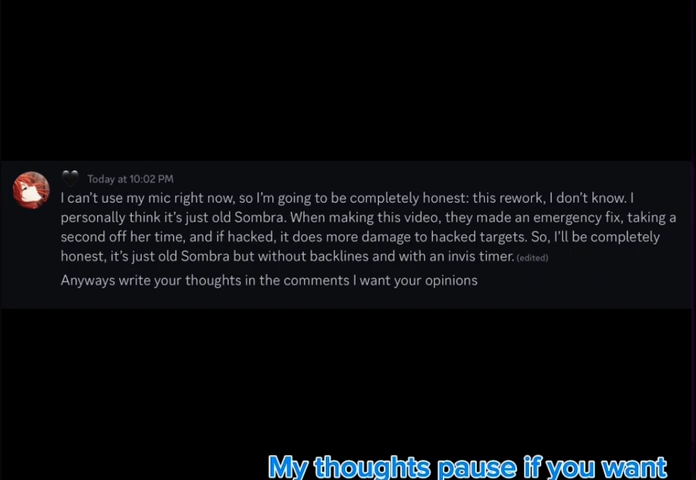 🖤 Today at 10:02 PM
I can't use my mic right now, so I'm going to be completely honest: this rework, I don't know. I
personally think it's just old Sombra. When making this video, they made an emergency fix, taking a
second off her time, and if hacked, it does more damage to hacked targets. So, I'll be completely
honest, it's just old Sombra but without backlines and with an invis timer. (edited)
Anyways write your thoughts in the comments I want your opinions
My thoughts pause if you want